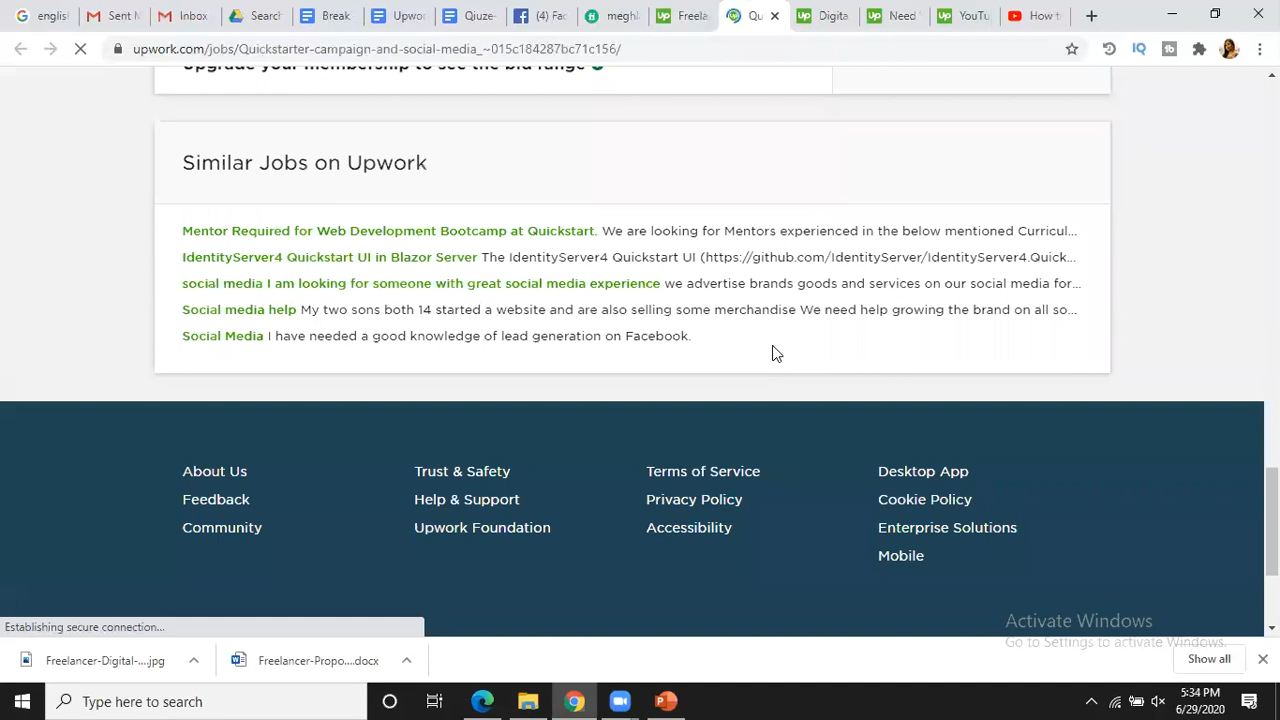 englis
Sent M
Inbox
Search
Break
Upwo
Qiuze-
(4) Fa
megh
Freela
Qu
Digita
Need
YouTu
How t
upwork.com/jobs/Quickstarter-campaign-and-social-media_~015c184287bc71c156/
Upgrade your membership to see the bid range
Similar Jobs on Upwork
Mentor Required for Web Development Bootcamp at Quickstart. We are looking for Mentors experienced in the below mentioned Curricul...
IdentityServer4 Quickstart UI in Blazor Server The IdentityServer4 Quickstart UI (https://github.com/IdentityServer/IdentityServer4.Quick...
social media I am looking for someone with great social media experience we advertise brands goods and services on our social media for...
Social media help My two sons both 14 started a website and are also selling some merchandise We need help growing the brand on all so...
Social Media I have needed a good knowledge of lead generation on Facebook.
About Us Trust & Safety Terms of Service Desktop App
Feedback Help & Support Privacy Policy Cookie Policy
Community Upwork Foundation Accessibility Enterprise Solutions
Mobile
Establishing secure connection...
Activate Windows
Go to Settings to activate Windows.
Freelancer-Digital-....jpg
Freelancer-Propo....docx
Show all
Type here to search
5:34 PM
6/29/2020